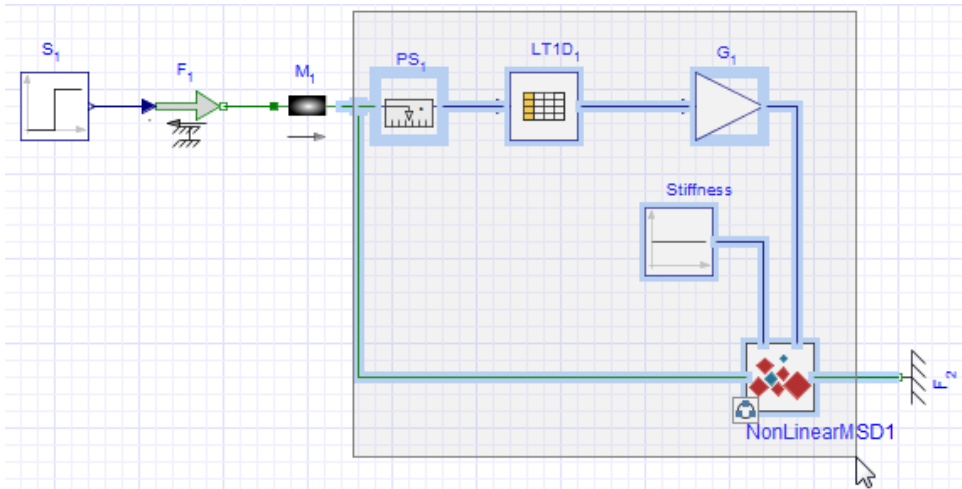 S1
F1
M1
PS1
LT1D1
G1
Stiffness
NonLinearMSD1
F2